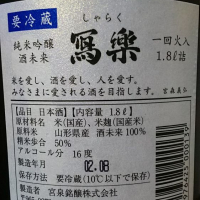 要冷蔵
しゃらく
寫樂
純米吟醸
酒未来
一回火入
1.8ℓ詰
米を愛し、酒を愛し、人を愛す。
みなさまに愛される酒を目指します。
宮森義弘
【品目】日本酒】【内容量】1.8ℓ】
原材料名 米(国産)、米麹(国産米)
原料米 山形県産 酒未来 100%
精米歩合 50%
アルコール分 16度
製造年月 02.08
保存方法 要冷蔵(10℃以下で保存)
製造者 宮泉銘醸株式会社